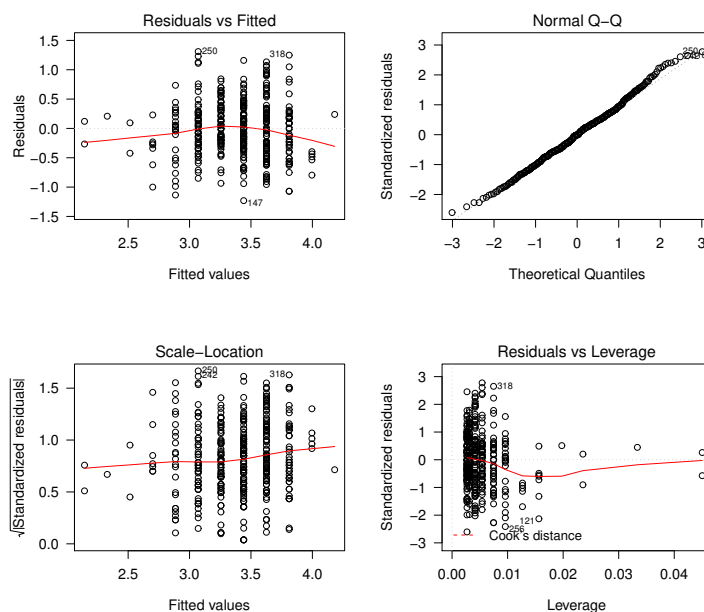 Residuals vs Fitted
Residuals
1.5
1.0
0.5
0.0
−0.5
−1.0
−1.5
250
318
147
2.5 3.0 3.5 4.0
Fitted values
Normal Q−Q
Standardized residuals
3
2
1
0
−1
−2
250
−3 −2 −1 0 1 2 3
Theoretical Quantiles
Scale−Location
√|Standardized residuals|
1.5
1.0
0.5
0.0
250
242
318
2.5 3.0 3.5 4.0
Fitted values
Residuals vs Leverage
Standardized residuals
3
2
1
0
−1
−2
−3
318
121
256
Cook's distance
0.00 0.01 0.02 0.03 0.04
Leverage